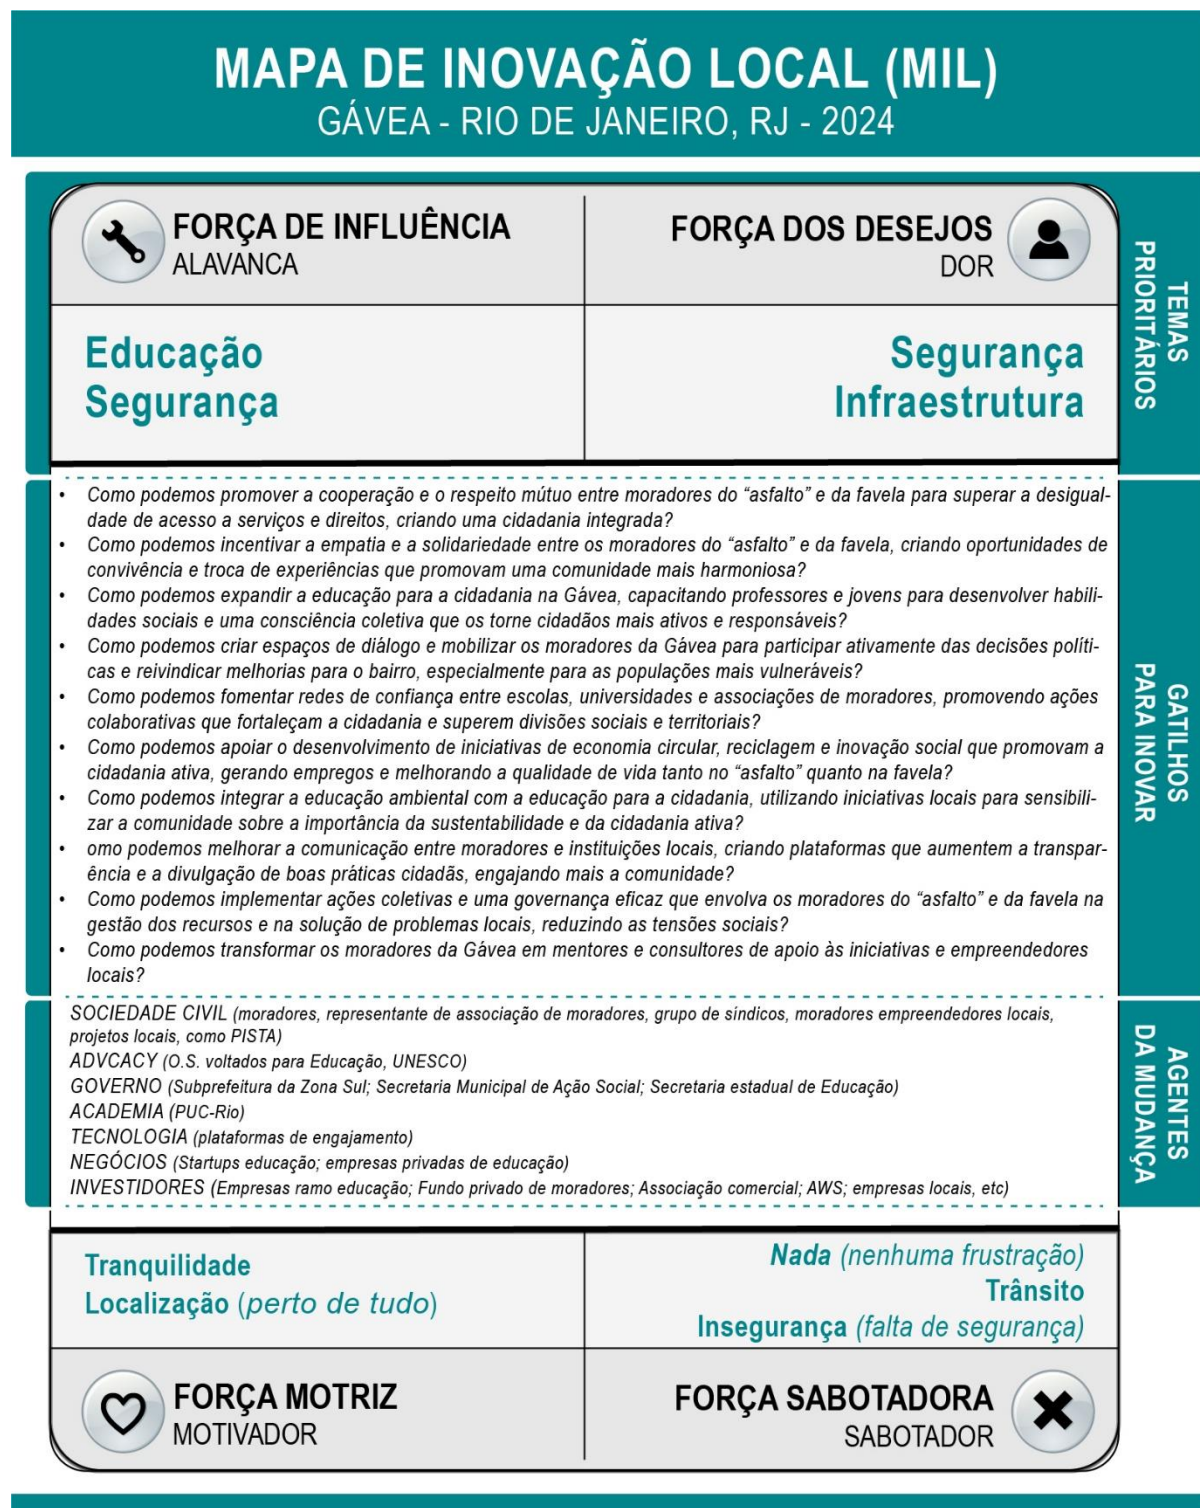 MAPA DE INOVAÇÃO LOCAL (MIL)
GÁVEA - RIO DE JANEIRO, RJ - 2024
FORÇA DE INFLUÊNCIA
ALAVANCA
FORÇA DOS DESEJOS
DOR
Educação
Segurança
Segurança
Infraestrutura
TEMAS
PRIORITÁRIOS
• Como podemos promover a cooperação e o respeito mútuo entre moradores do “asfalto” e da favela para superar a desigual-
dade de acesso a serviços e direitos, criando uma cidadania integrada?
• Como podemos incentivar a empatia e a solidariedade entre os moradores do “asfalto” e da favela, criando oportunidades de
convivência e troca de experiências que promovam uma comunidade mais harmoniosa?
• Como podemos expandir a educação para a cidadania na Gávea, capacitando professores e jovens para desenvolver habili-
dades sociais e uma consciência coletiva que os torne cidadãos mais ativos e responsáveis?
• Como podemos criar espaços de diálogo e mobilizar os moradores da Gávea para participar ativamente das decisões políti-
cas e reivindicar melhorias para o bairro, especialmente para as populações mais vulneráveis?
• Como podemos fomentar redes de confiança entre escolas, universidades e associações de moradores, promovendo ações
colaborativas que fortaleçam a cidadania e superem divisões sociais e territoriais?
• Como podemos apoiar o desenvolvimento de iniciativas de economia circular, reciclagem e inovação social que promovam a
cidadania ativa, gerando empregos e melhorando a qualidade de vida tanto no “asfalto” quanto na favela?
• Como podemos integrar a educação ambiental com a educação para a cidadania, utilizando iniciativas locais para sensibili-
zar a comunidade sobre a importância da sustentabilidade e da cidadania ativa?
• omo podemos melhorar a comunicação entre moradores e instituições locais, criando plataformas que aumentem a transpar-
ência e a divulgação de boas práticas cidadãs, engajando mais a comunidade?
• Como podemos implementar ações coletivas e uma governança eficaz que envolva os moradores do “asfalto” e da favela na
gestão dos recursos e na solução de problemas locais, reduzindo as tensões sociais?
• Como podemos transformar os moradores da Gávea em mentores e consultores de apoio às iniciativas e empreendedores
locais?
GATILHOS
PARA INOVAR
SOCIEDADE CIVIL (moradores, representante de associação de moradores, grupo de síndicos, moradores empreendedores locais,
projetos locais, como PISTA)
ADVCACY (O.S. voltados para Educação, UNESCO)
GOVERNO (Subprefeitura da Zona Sul; Secretaria Municipal de Ação Social; Secretaria estadual de Educação)
ACADEMIA (PUC-Rio)
TECNOLOGIA (plataformas de engajamento)
NEGÓCIOS (Startups educação; empresas privadas de educação)
INVESTIDORES (Empresas ramo educação; Fundo privado de moradores; Associação comercial; AWS; empresas locais, etc)
AGENTES
DA MUDANÇA
Tranquilidade
Localização (perto de tudo)
Nada (nenhuma frustração)
Trânsito
Insegurança (falta de segurança)
FORÇA MOTRIZ
MOTIVADOR
FORÇA SABOTADORA
SABOTADOR